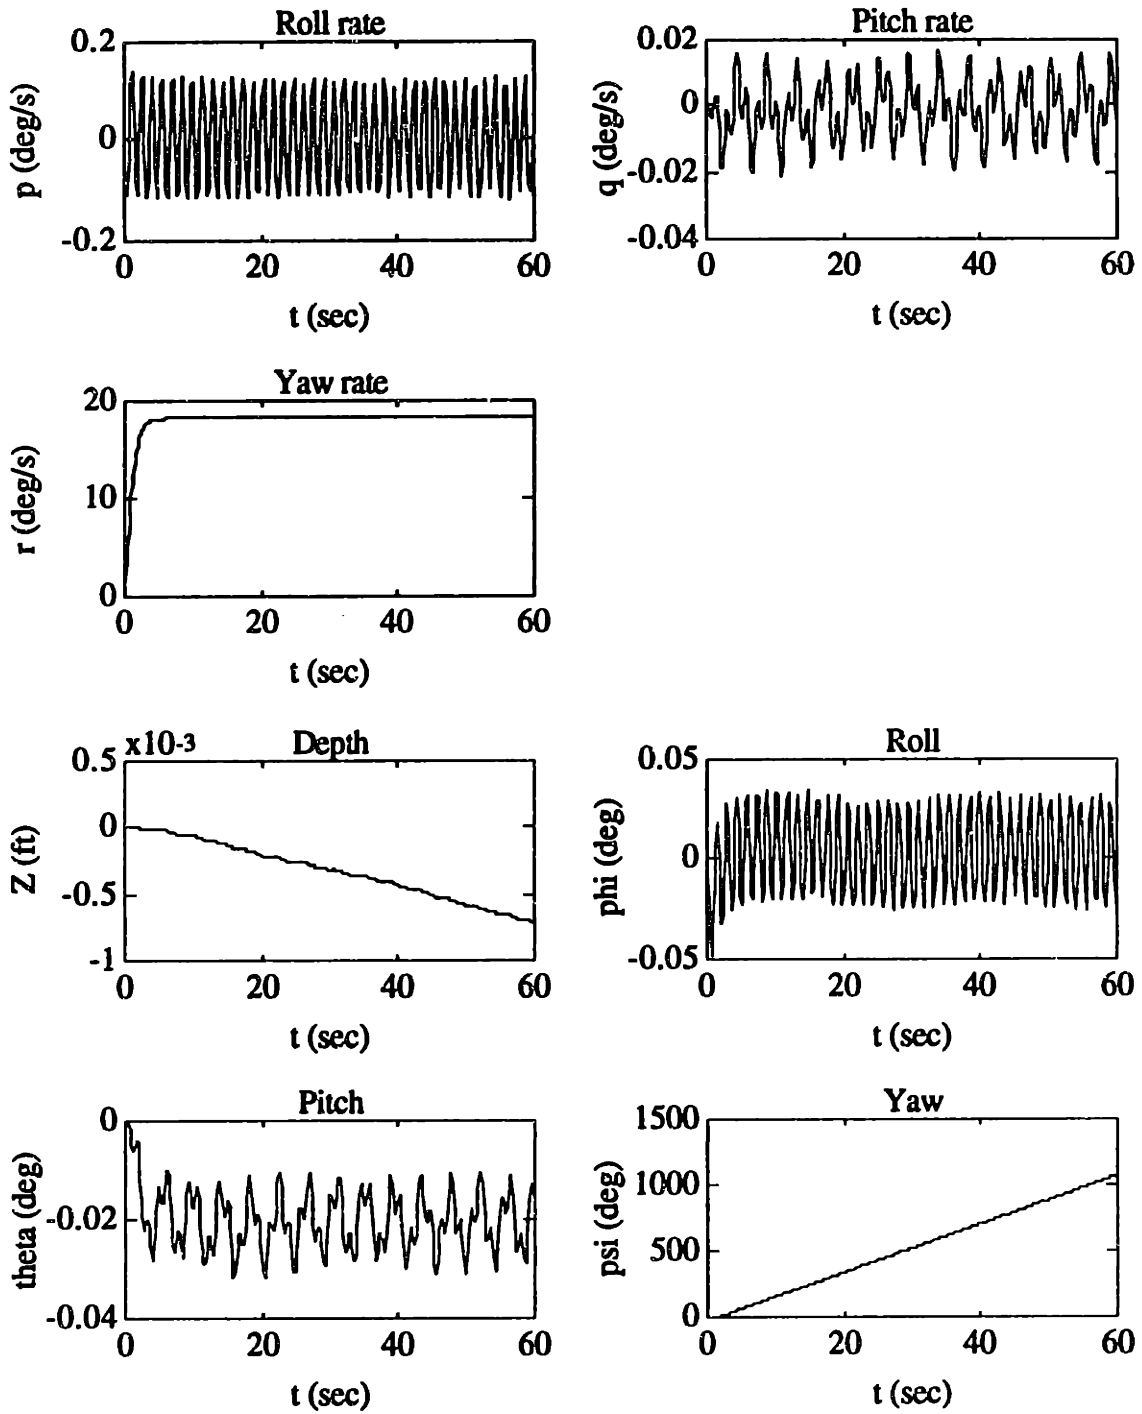 Roll rate
0.2
0
-0.2
p (deg/s)
0 20 40 60
t (sec)
Pitch rate
0.02
0
-0.02
-0.04
q (deg/s)
0 20 40 60
t (sec)
Yaw rate
20
10
0
r (deg/s)
0 20 40 60
t (sec)
x10-3
Depth
0.5
0
-0.5
-1
Z (ft)
0 20 40 60
t (sec)
Roll
0.05
0
-0.05
phi (deg)
0 20 40 60
t (sec)
Pitch
0
-0.02
-0.04
theta (deg)
0 20 40 60
t (sec)
Yaw
1500
1000
500
0
psi (deg)
0 20 40 60
t (sec)